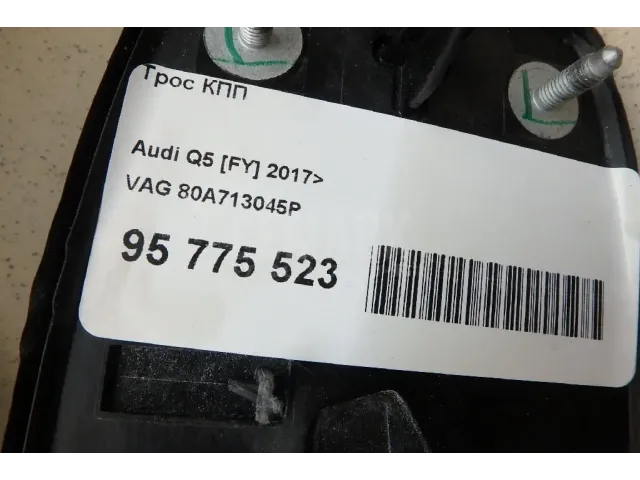 Трос КПП
Audi Q5 [FY] 2017>
VAG 80A713045P
95 775 523